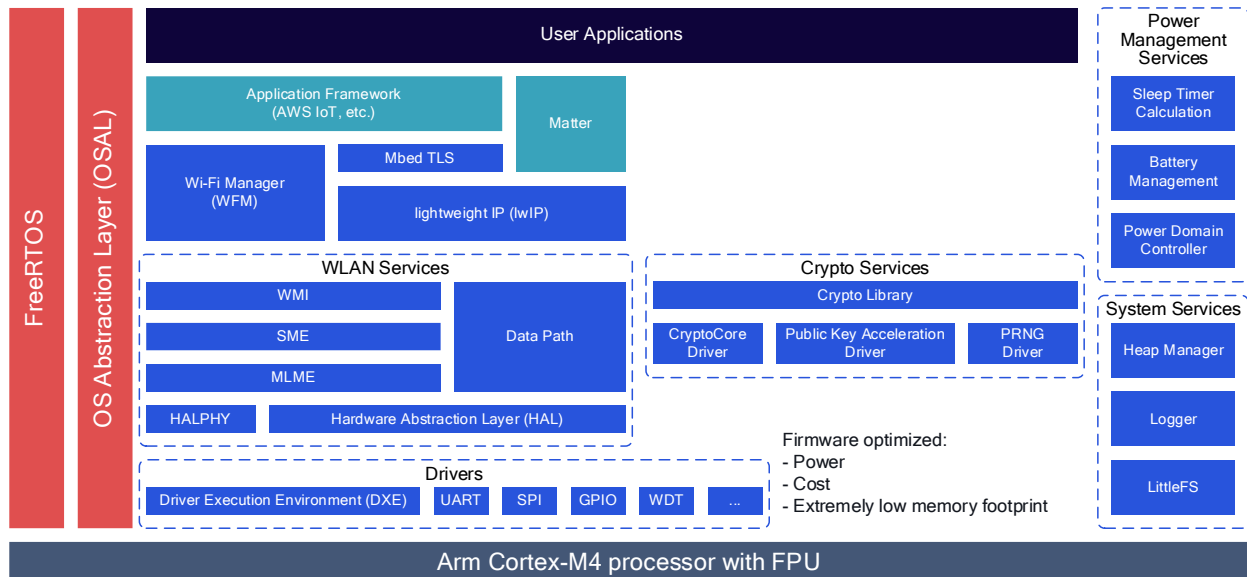 FreeRTOS
OS Abstraction Layer (OSAL)
User Applications
Application Framework
(AWS IoT, etc.)
Matter
Wi-Fi Manager
(WFM)
Mbed TLS
lightweight IP (lwIP)
WLAN Services
WMI
SME
MLME
Data Path
HALPHY
Hardware Abstraction Layer (HAL)
Crypto Services
Crypto Library
CryptoCore
Driver
Public Key Acceleration
Driver
PRNG
Driver
Drivers
Driver Execution Environment (DXE)
UART
SPI
GPIO
WDT
...
Firmware optimized:
- Power
- Cost
- Extremely low memory footprint
Power
Management
Services
Sleep Timer
Calculation
Battery
Management
Power Domain
Controller
System Services
Heap Manager
Logger
LittleFS
Arm Cortex-M4 processor with FPU